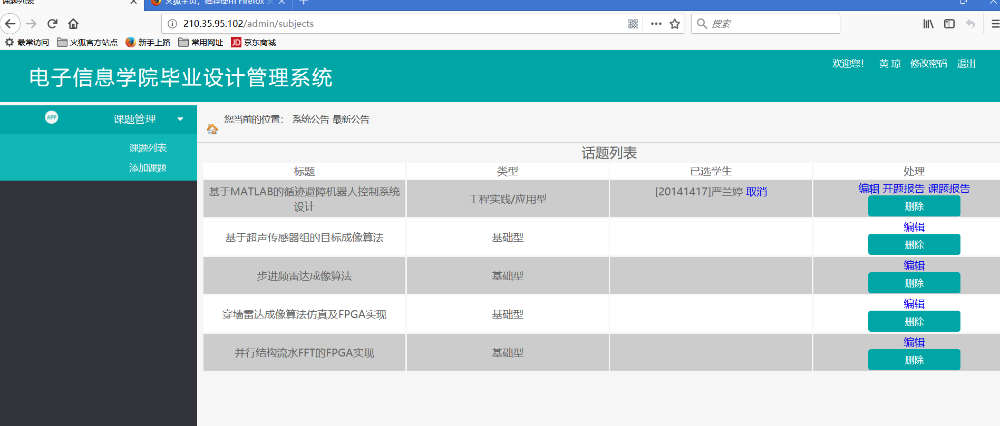 课题列表
火狐主页，推荐使用 Firefox 火
210.35.95.102/admin/subjects
搜索
最常访问 火狐官方站点 新手上路 常用网址 JD 京东商城
电子信息学院毕业设计管理系统
欢迎您! 黄 琼 修改密码 退出
APP 课题管理
课题列表
添加课题
您当前的位置： 系统公告 最新公告
话题列表
标题 类型 已选学生 处理
基于MATLAB的循迹避障机器人控制系统
设计
工程实践/应用型
[20141417]严兰婷 取消
编辑 开题报告 课题报告
删除
基于超声传感器组的目标成像算法 基础型
编辑
删除
步进频雷达成像算法 基础型
编辑
删除
穿墙雷达成像算法仿真及FPGA实现 基础型
编辑
删除
并行结构流水FFT的FPGA实现 基础型
编辑
删除